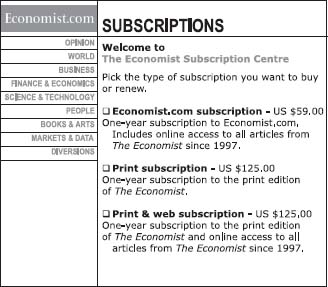 Economist.com
OPINION
WORLD
BUSINESS
FINANCE & ECONOMICS
SCIENCE & TECHNOLOGY
PEOPLE
BOOKS & ARTS
MARKETS & DATA
DIVERSIONS
SUBSCRIPTIONS
Welcome to
The Economist Subscription Centre
Pick the type of subscription you want to buy
or renew.
❑ Economist.com subscription - US $59.00
One-year subscription to Economist.com,
Includes online access to all articles from
The Economist since 1997.
❑ Print subscription - US $125.00
One-year subscription to the print edition
of The Economist.
❑ Print & web subscription - US $125,00
One-year subscription to the print edition
of The Economist and online access to all
articles from The Economist since 1997.